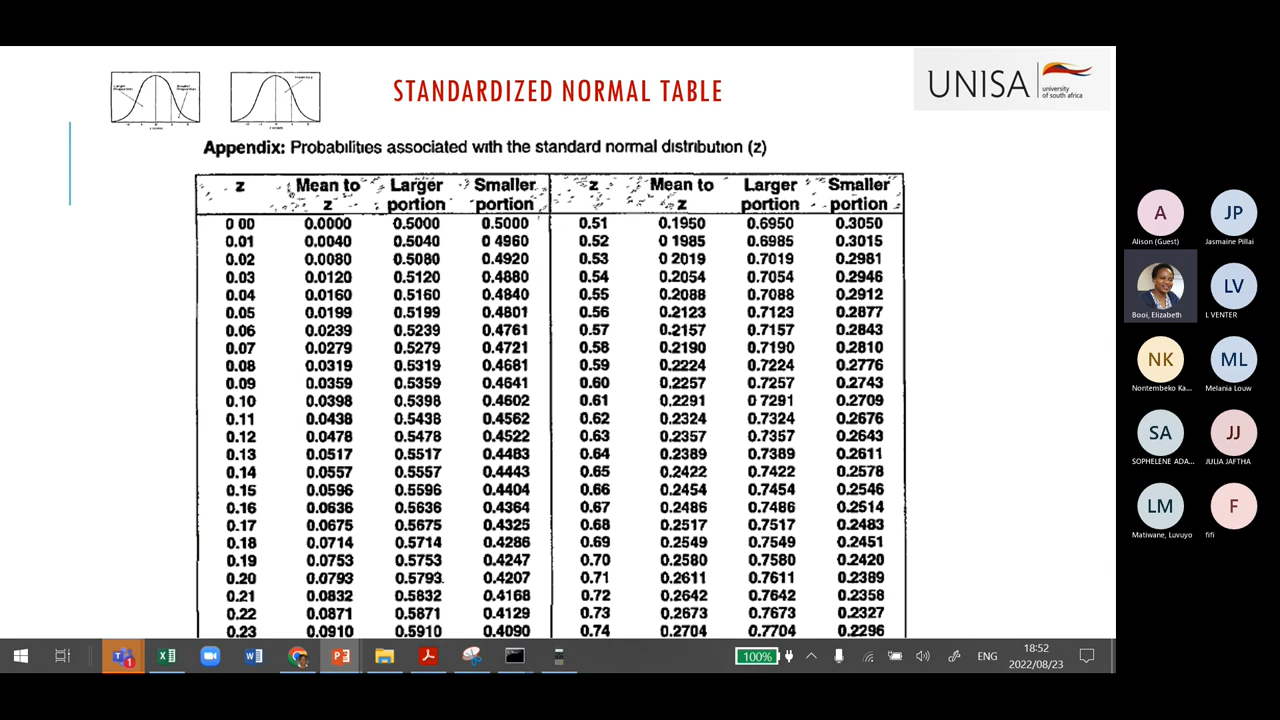 STANDARDIZED NORMAL TABLE
UNISA
university
of south africa
Appendix: Probabilities associated with the standard normal distribution (z)
z Mean to z Larger portion Smaller portion z Mean to z Larger portion Smaller portion
0 00 0.0000 0.5000 0.5000 0.51 0.1950 0.6950 0.3050
0.01 0.0040 0.5040 0 4960 0.52 0 1985 0.6985 0.3015
0.02 0.0080 0.5080 0.4920 0.53 0 2019 0.7019 0.2981
0.03 0.0120 0.5120 0.4880 0.54 0.2054 0.7054 0.2946
0.04 0.0160 0.5160 0.4840 0.55 0.2088 0.7088 0.2912
0.05 0.0199 0.5199 0.4801 0.56 0.2123 0.7123 0.2877
0.06 0.0239 0.5239 0.4761 0.57 0.2157 0.7157 0.2843
0.07 0.0279 0.5279 0.4721 0.58 0.2190 0.7190 0.2810
0.08 0.0319 0.5319 0.4681 0.59 0.2224 0.7224 0.2776
0.09 0.0359 0.5359 0.4641 0.60 0.2257 0.7257 0.2743
0.10 0.0398 0.5398 0.4602 0.61 0.2291 0 7291 0.2709
0.11 0.0438 0.5438 0.4562 0.62 0.2324 0.7324 0.2676
0.12 0.0478 0.5478 0.4522 0.63 0.2357 0.7357 0.2643
0.13 0.0517 0.5517 0.4483 0.64 0.2389 0.7389 0.2611
0.14 0.0557 0.5557 0.4443 0.65 0.2422 0.7422 0.2578
0.15 0.0596 0.5596 0.4404 0.66 0.2454 0.7454 0.2546
0.16 0.0636 0.5636 0.4364 0.67 0.2486 0.7486 0.2514
0.17 0.0675 0.5675 0.4325 0.68 0.2517 0.7517 0.2483
0.18 0.0714 0.5714 0.4286 0.69 0.2549 0.7549 0.2451
0.19 0.0753 0.5753 0.4247 0.70 0.2580 0.7580 0.2420
0.20 0.0793 0.5793 0.4207 0.71 0.2611 0.7611 0.2389
0.21 0.0832 0.5832 0.4168 0.72 0.2642 0.7642 0.2358
0.22 0.0871 0.5871 0.4129 0.73 0.2673 0.7673 0.2327
0.23 0.0910 0.5910 0.4090 0.74 0.2704 0.7704 0.2296
A JP
Alison (Guest) Jasmaine Pillai
LV
Booi, Elizabeth L VENTER
NK ML
Nontembeko Ka... Melania Louw
SA JJ
SOPHELENE ADA... JULIA JAFTHA
LM F
Matiwane, Luvuyo fifi
100% ENG 18:52
2022/08/23